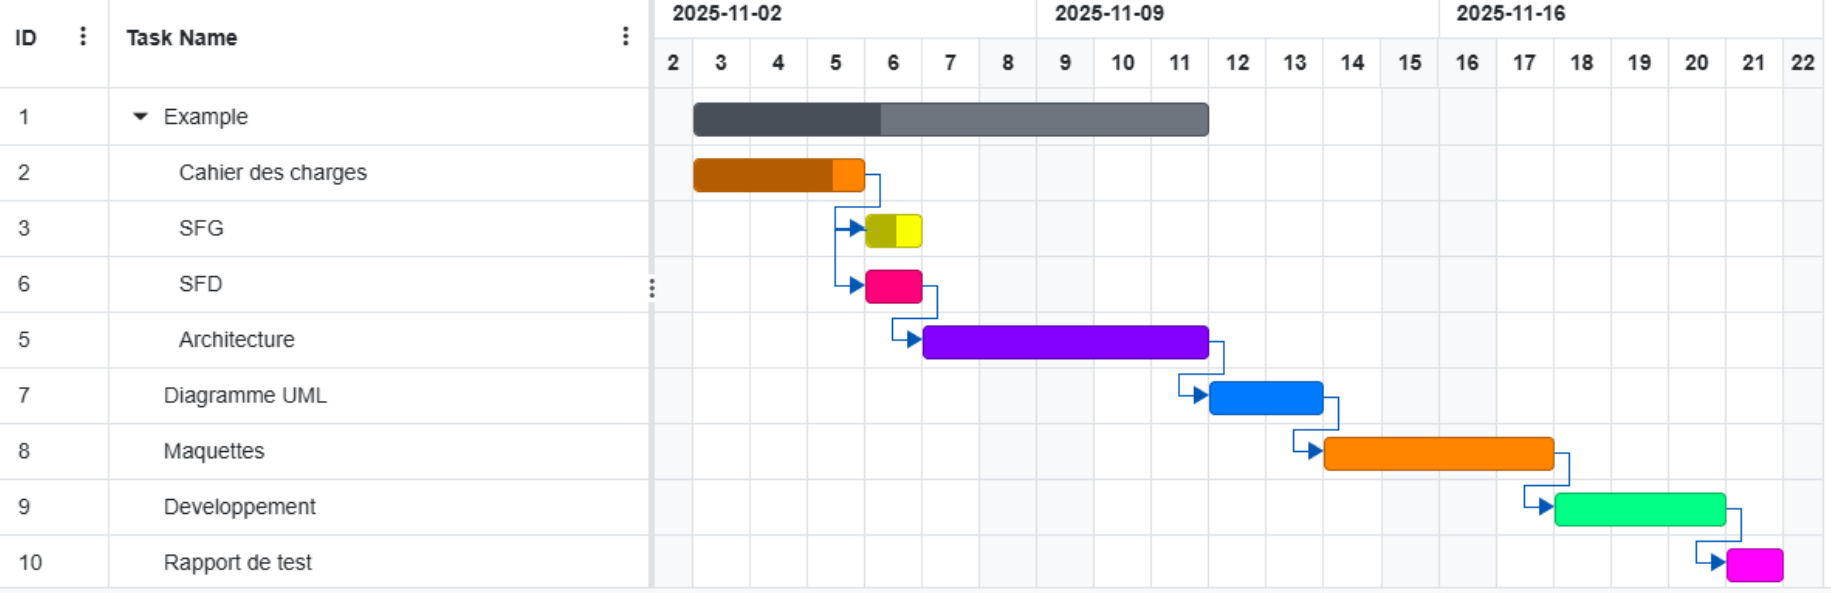 2025-11-02 2025-11-09 2025-11-16
ID Task Name
2 3 4 5 6 7 8 9 10 11 12 13 14 15 16 17 18 19 20 21 22
1 Example
2 Cahier des charges
3 SFG
6 SFD
5 Architecture
7 Diagramme UML
8 Maquettes
9 Developpement
10 Rapport de test